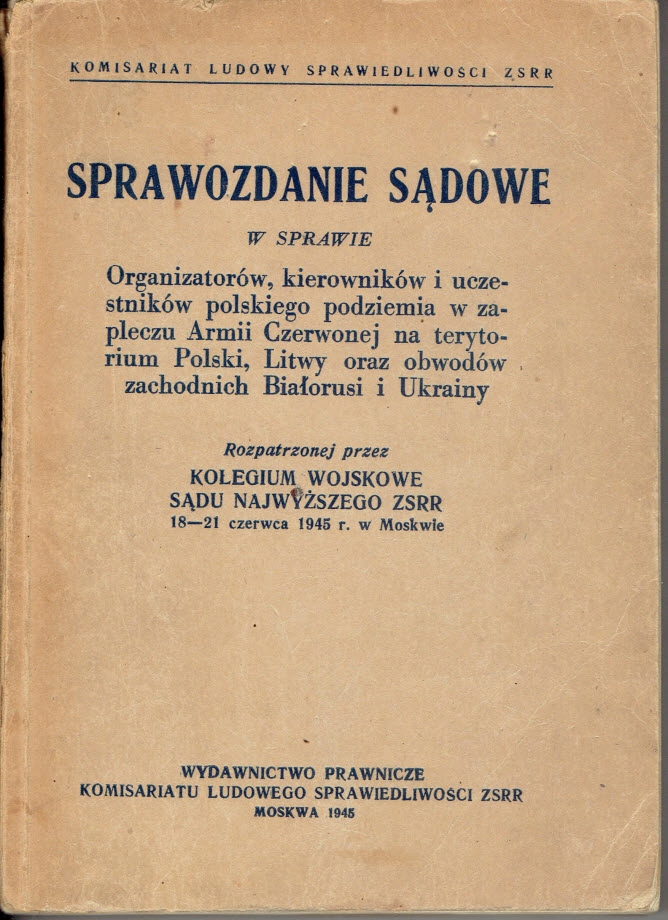 KOMISARIAT LUDOWY SPRAWIEDLIWOŚCI ZSRR
SPRAWOZDANIE SĄDOWE
W SPRAWIE
Organizatorów, kierowników i ucze-
stników polskiego podziemia w za-
pleczu Armii Czerwonej na teryto-
rium Polski, Litwy oraz obwodów
zachodnich Białorusi i Ukrainy
Rozpatrzonej przez
KOLEGIUM WOJSKOWE
SĄDU NAJWYŻSZEGO ZSRR
18—21 czerwca 1945 r. w Moskwie
WYDAWNICTWO PRAWNICZE
KOMISARIATU LUDOWEGO SPRAWIEDLIWOŚCI ZSRR
MOSKWA 1945